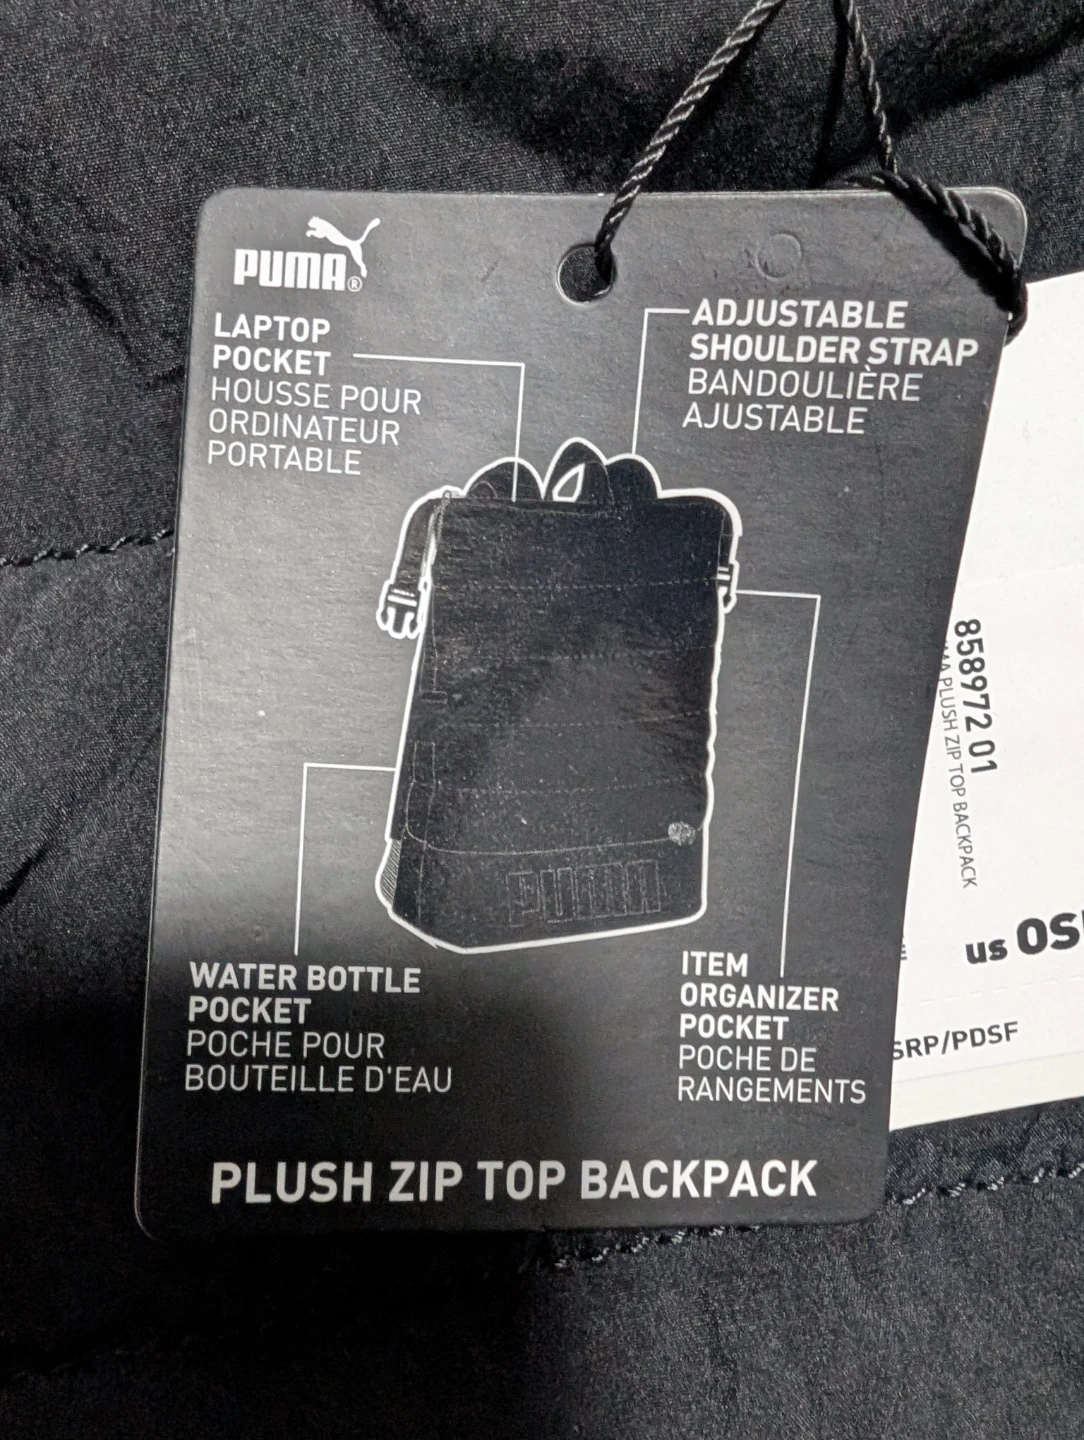 PUMA®
LAPTOP
POCKET
HOUSSE POUR
ORDINATEUR
PORTABLE
ADJUSTABLE
SHOULDER STRAP
BANDOULIÈRE
AJUSTABLE
PUMA
WATER BOTTLE
POCKET
POCHE POUR
BOUTEILLE D'EAU
ITEM
ORGANIZER
POCKET
POCHE DE
RANGEMENTS
PLUSH ZIP TOP BACKPACK
858972 01
PLUSH ZIP TOP BACKPACK
US
SRP/PDSF